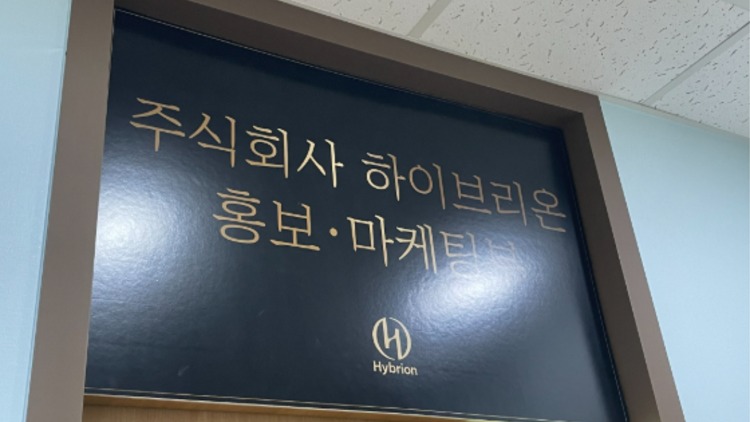 주식회사 하이브리온
홍보·마케팅부
Hybrion